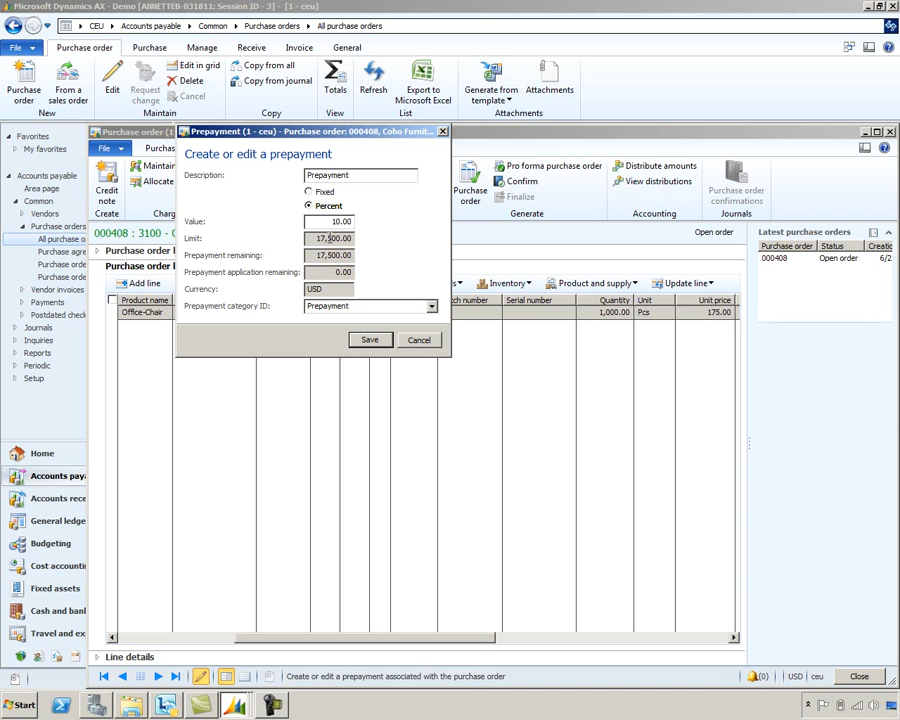 Microsoft Dynamics AX - Demo [ANNETTEB-031811: Session ID - 3] - [1 - ceu]
CEU Accounts payable Common Purchase orders All purchase orders
File Purchase order Purchase Manage Receive Invoice General
Purchase order
From a sales order
New
Edit
Request change
Edit in grid
Delete
Cancel
Maintain
Copy from all
Copy from journal
Copy
Totals
View
Refresh
Export to Microsoft Excel
List
Generate from template
Attachments
Attachments
Favorites
My favorites
Accounts payable
Area page
Common
Vendors
Purchase orders
All purchase o
Purchase agre
Purchase orde
Purchase orde
Vendor invoices
Payments
Postdated check
Journals
Inquiries
Reports
Periodic
Setup
Home
Accounts paya
Accounts rece
General ledge
Budgeting
Cost accounti
Fixed assets
Cash and bank
Travel and ex
Purchase order (1
File
Purchas
Credit note
Create
Maintain
Allocate
Charg
Purchase order
Pro forma purchase order
Confirm
Finalize
Generate
Distribute amounts
View distributions
Accounting
Purchase order confirmations
Journals
000408 : 3100 - C
Open order
Purchase order h
Purchase order l
Add line
Inventory
Product and supply
Update line
Product name
tch number
Serial number
Quantity
Unit
Unit price
Office-Chair
1,000.00
Pcs
175.00
Prepayment (1 - ceu) - Purchase order: 000408, Coho Furnit...
Create or edit a prepayment
Description: Prepayment
Fixed
Percent
Value: 10.00
Limit: 17,500.00
Prepayment remaining: 17,500.00
Prepayment application remaining: 0.00
Currency: USD
Prepayment category ID: Prepayment
Save Cancel
Latest purchase orders
Purchase order Status Creatio
000408 Open order 6/2
Line details
Create or edit a prepayment associated with the purchase order
(0) USD ceu Close
Start